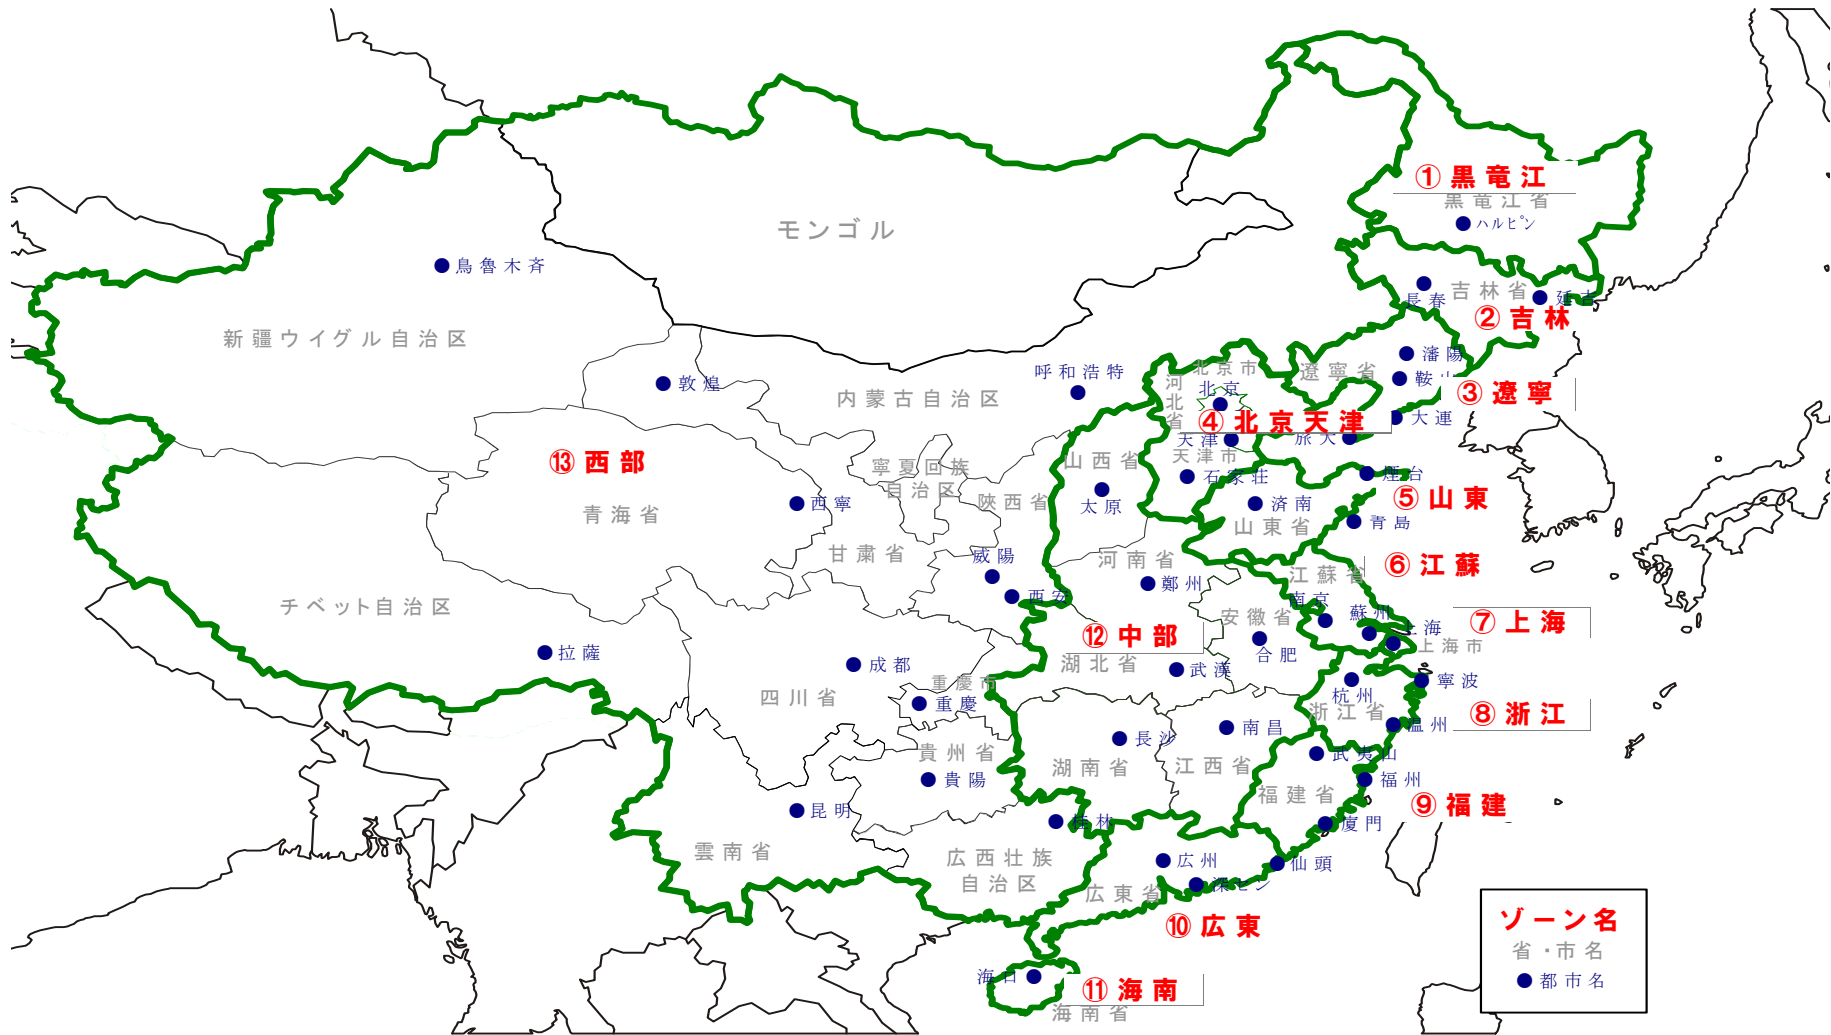 ① 黒竜江
黒竜江省
ハルビン
モンゴル
烏魯木斉
吉林省
長春
延吉
② 吉林
新疆ウイグル自治区
瀋陽
北京市
遼寧省
呼和浩特
河北省
北京
敦煌
鞍山
③ 遼寧
内蒙古自治区
④ 北京天津
大連
旅大
天津
天津市
⑬ 西部
寧夏回族
自治区
山西省
石家荘
煙台
⑤ 山東
陝西省
西寧
太原
済南
青海省
山東省
青島
甘粛省
威陽
河南省
⑥ 江蘇
江蘇省
鄭州
西安
南京
蘇州
チベット自治区
安徽省
⑦ 上海
上海
上海市
⑫ 中部
合肥
拉薩
成都
湖北省
武漢
重慶市
四川省
重慶
杭州
寧波
浙江省
⑧ 浙江
温州
南昌
長沙
貴州省
武夷山
湖南省
江西省
貴陽
福州
福建省
⑨ 福建
昆明
桂林
廈門
雲南省
広西壮族
自治区
広州
仙頭
深セン
広東省
⑩ 広東
海口
⑪ 海南
海南省
ゾーン名
省・市名
都市名